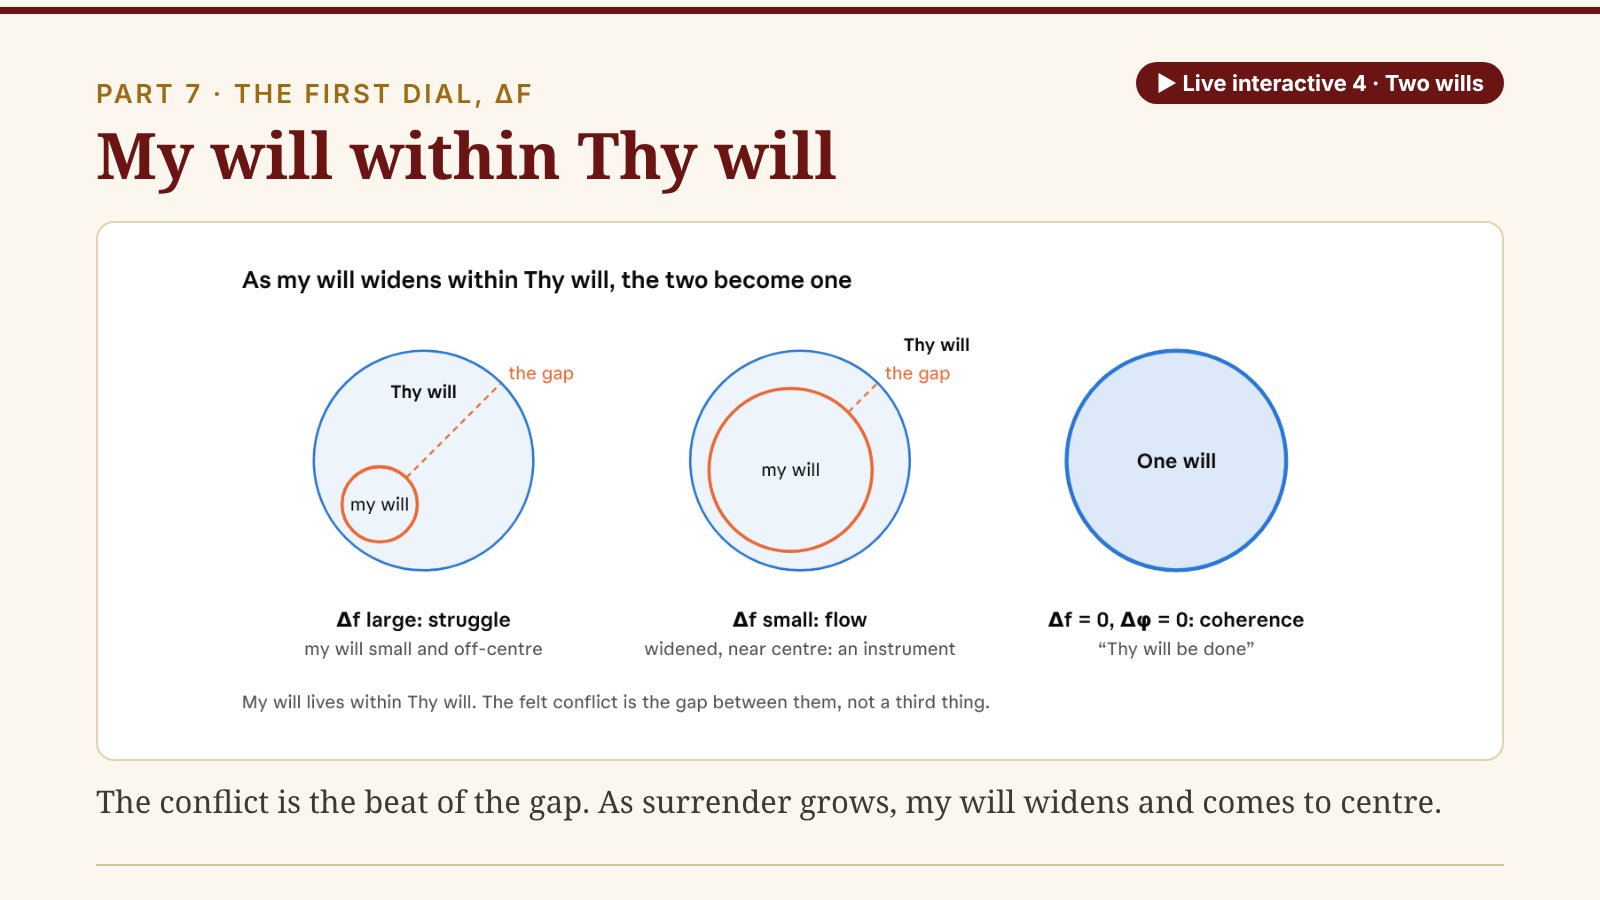 PART 7 · THE FIRST DIAL, ΔF
▶ Live interactive 4 · Two wills
My will within Thy will
As my will widens within Thy will, the two become one
Thy will
the gap
my will
Thy will
the gap
my will
One will
Δf large: struggle
my will small and off-centre
Δf small: flow
widened, near centre: an instrument
Δf = 0, Δφ = 0: coherence
“Thy will be done”
My will lives within Thy will. The felt conflict is the gap between them, not a third thing.
The conflict is the beat of the gap. As surrender grows, my will widens and comes to centre.